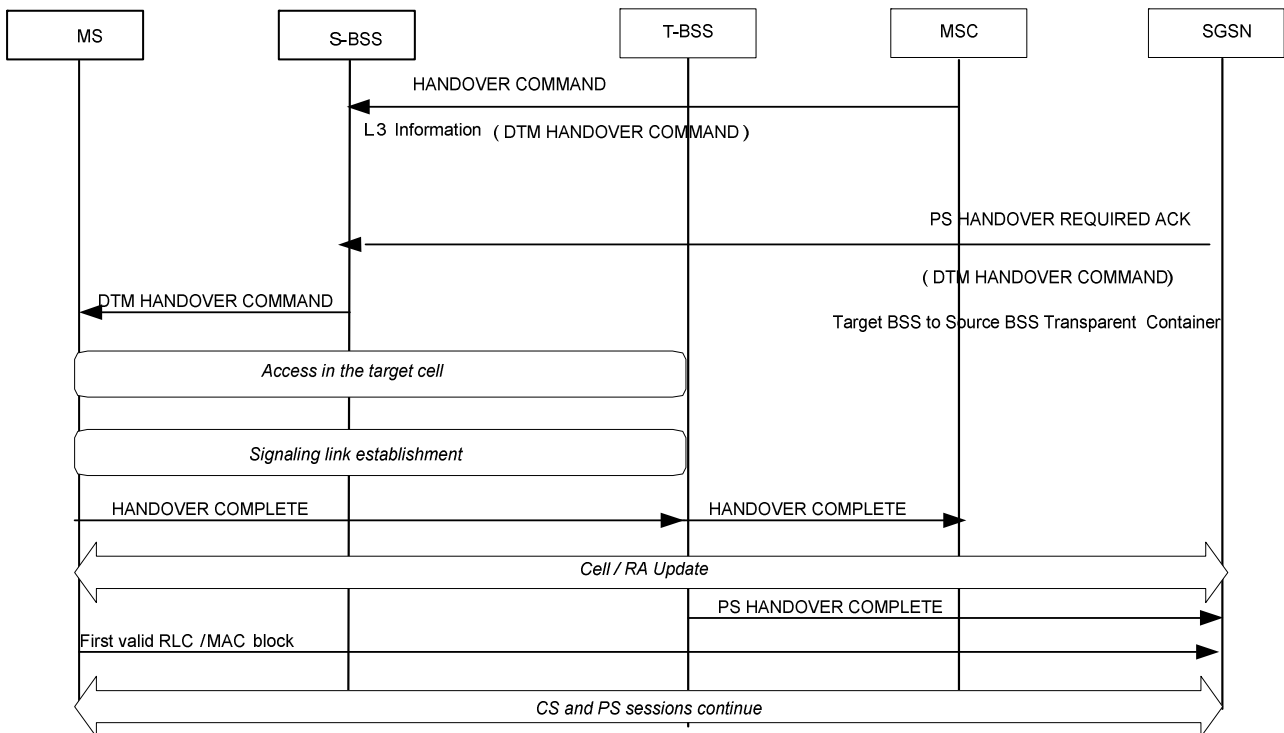 MS
S-BSS
T-BSS
MSC
SGSN
HANDOVER COMMAND
L3 Information ( DTM HANDOVER COMMAND )
PS HANDOVER REQUIRED ACK
( DTM HANDOVER COMMAND)
DTM HANDOVER COMMAND
Target BSS to Source BSS Transparent Container
Access in the target cell
Signaling link establishment
HANDOVER COMPLETE
HANDOVER COMPLETE
Cell / RA Update
PS HANDOVER COMPLETE
First valid RLC /MAC block
CS and PS sessions continue